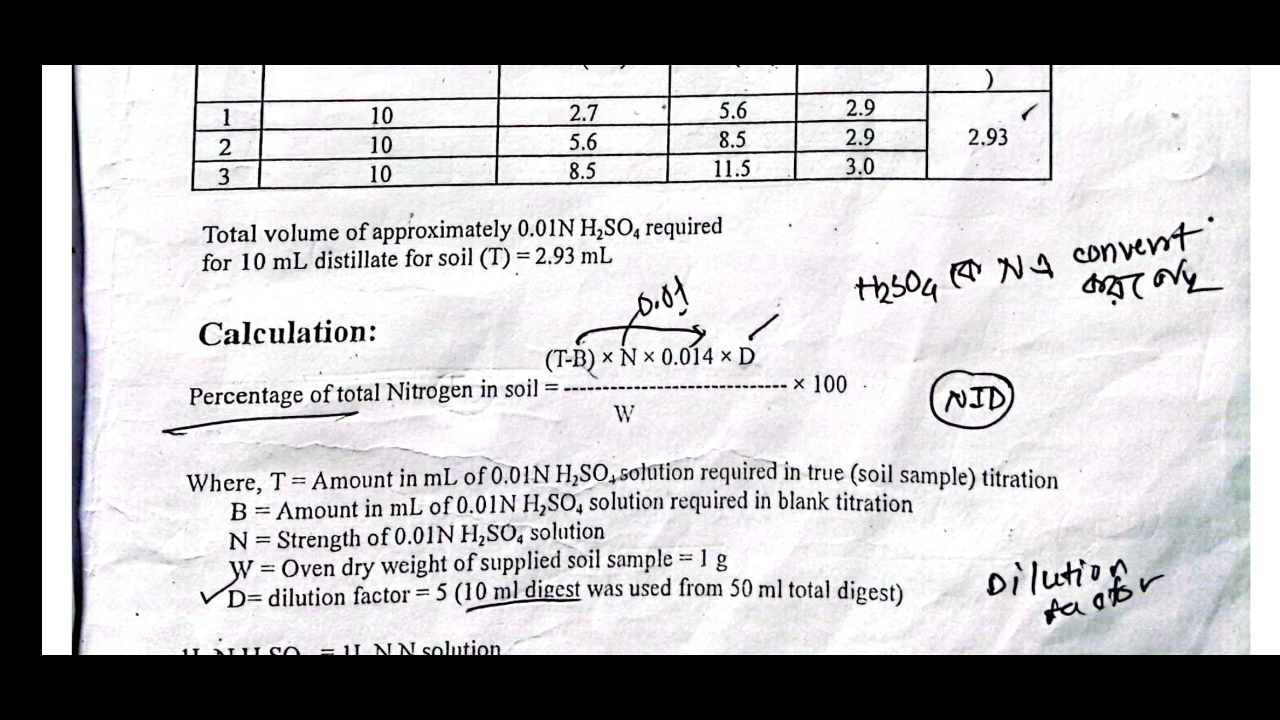 )
1 10 2.7 5.6 2.9
2 10 5.6 8.5 2.9 2.93
3 10 8.5 11.5 3.0
Total volume of approximately 0.01N H₂SO₄ required
for 10 mL distillate for soil (T) = 2.93 mL
H₂SO₄ কে N এ convert
0.01
Calculation:
(T-B) × N × 0.014 × D
Percentage of total Nitrogen in soil = ---------------------------- × 100
W
NID
Where, T = Amount in mL of 0.01N H₂SO₄ solution required in true (soil sample) titration
B = Amount in mL of 0.01N H₂SO₄ solution required in blank titration
N = Strength of 0.01N H₂SO₄ solution
W = Oven dry weight of supplied soil sample = 1 g
D= dilution factor = 5 (10 ml digest was used from 50 ml total digest)
Dilution
factor
N solution